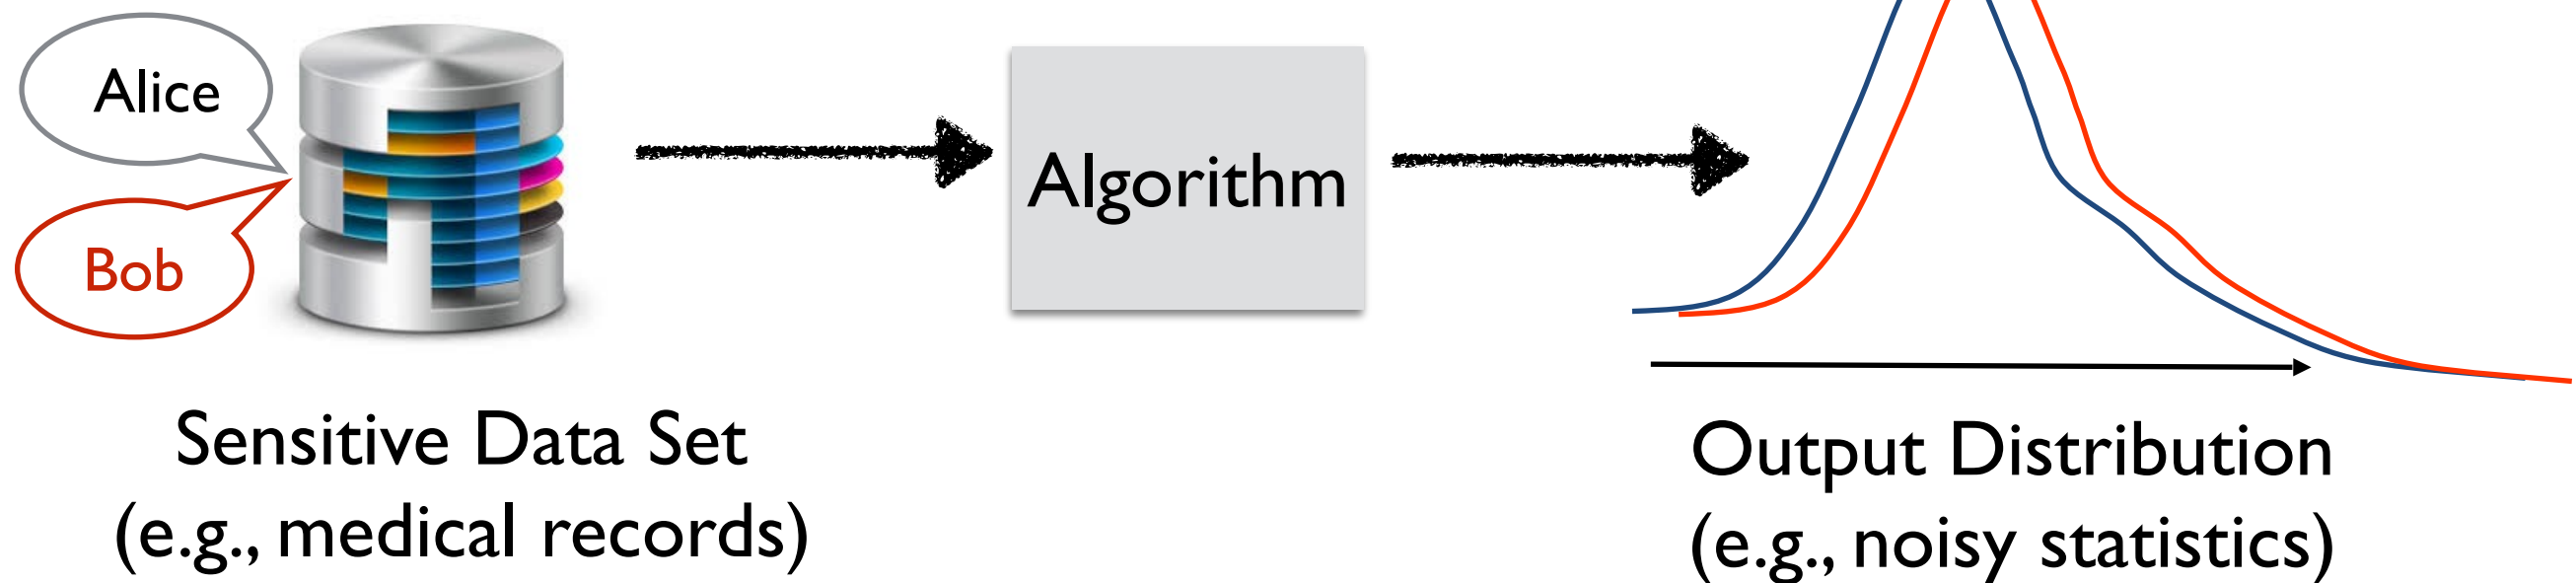 Alice
Bob
Algorithm
Sensitive Data Set
(e.g., medical records)
Output Distribution
(e.g., noisy statistics)